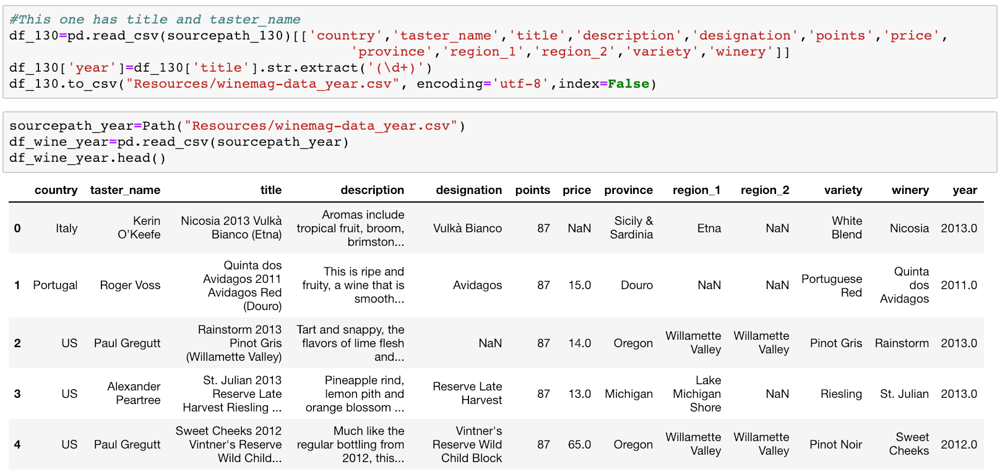 #This one has title and taster_name
df_130=pd.read_csv(sourcepath_130)[['country','taster_name','title','description','designation','points','price',
'province','region_1','region_2','variety','winery']]
df_130['year']=df_130['title'].str.extract('(\d+)')
df_130.to_csv("Resources/winemag-data_year.csv", encoding='utf-8',index=False)
sourcepath_year=Path("Resources/winemag-data_year.csv")
df_wine_year=pd.read_csv(sourcepath_year)
df_wine_year.head()
country taster_name title description designation points price province region_1 region_2 variety winery year
0 Italy Kerin O’Keefe Nicosia 2013 Vulkà Bianco (Etna) Aromas include tropical fruit, broom, brimston... Vulkà Bianco 87 NaN Sicily & Sardinia Etna NaN White Blend Nicosia 2013.0
1 Portugal Roger Voss Quinta dos Avidagos 2011 Avidagos Red (Douro) This is ripe and fruity, a wine that is smooth... Avidagos 87 15.0 Douro NaN NaN Portuguese Red Quinta dos Avidagos 2011.0
2 US Paul Gregutt Rainstorm 2013 Pinot Gris (Willamette Valley) Tart and snappy, the flavors of lime flesh and... NaN 87 14.0 Oregon Willamette Valley Willamette Valley Pinot Gris Rainstorm 2013.0
3 US Alexander Peartree St. Julian 2013 Reserve Late Harvest Riesling ... Pineapple rind, lemon pith and orange blossom ... Reserve Late Harvest 87 13.0 Michigan Lake Michigan Shore NaN Riesling St. Julian 2013.0
4 US Paul Gregutt Sweet Cheeks 2012 Vintner's Reserve Wild Child... Much like the regular bottling from 2012, this... Vintner's Reserve Wild Child Block 87 65.0 Oregon Willamette Valley Willamette Valley Pinot Noir Sweet Cheeks 2012.0